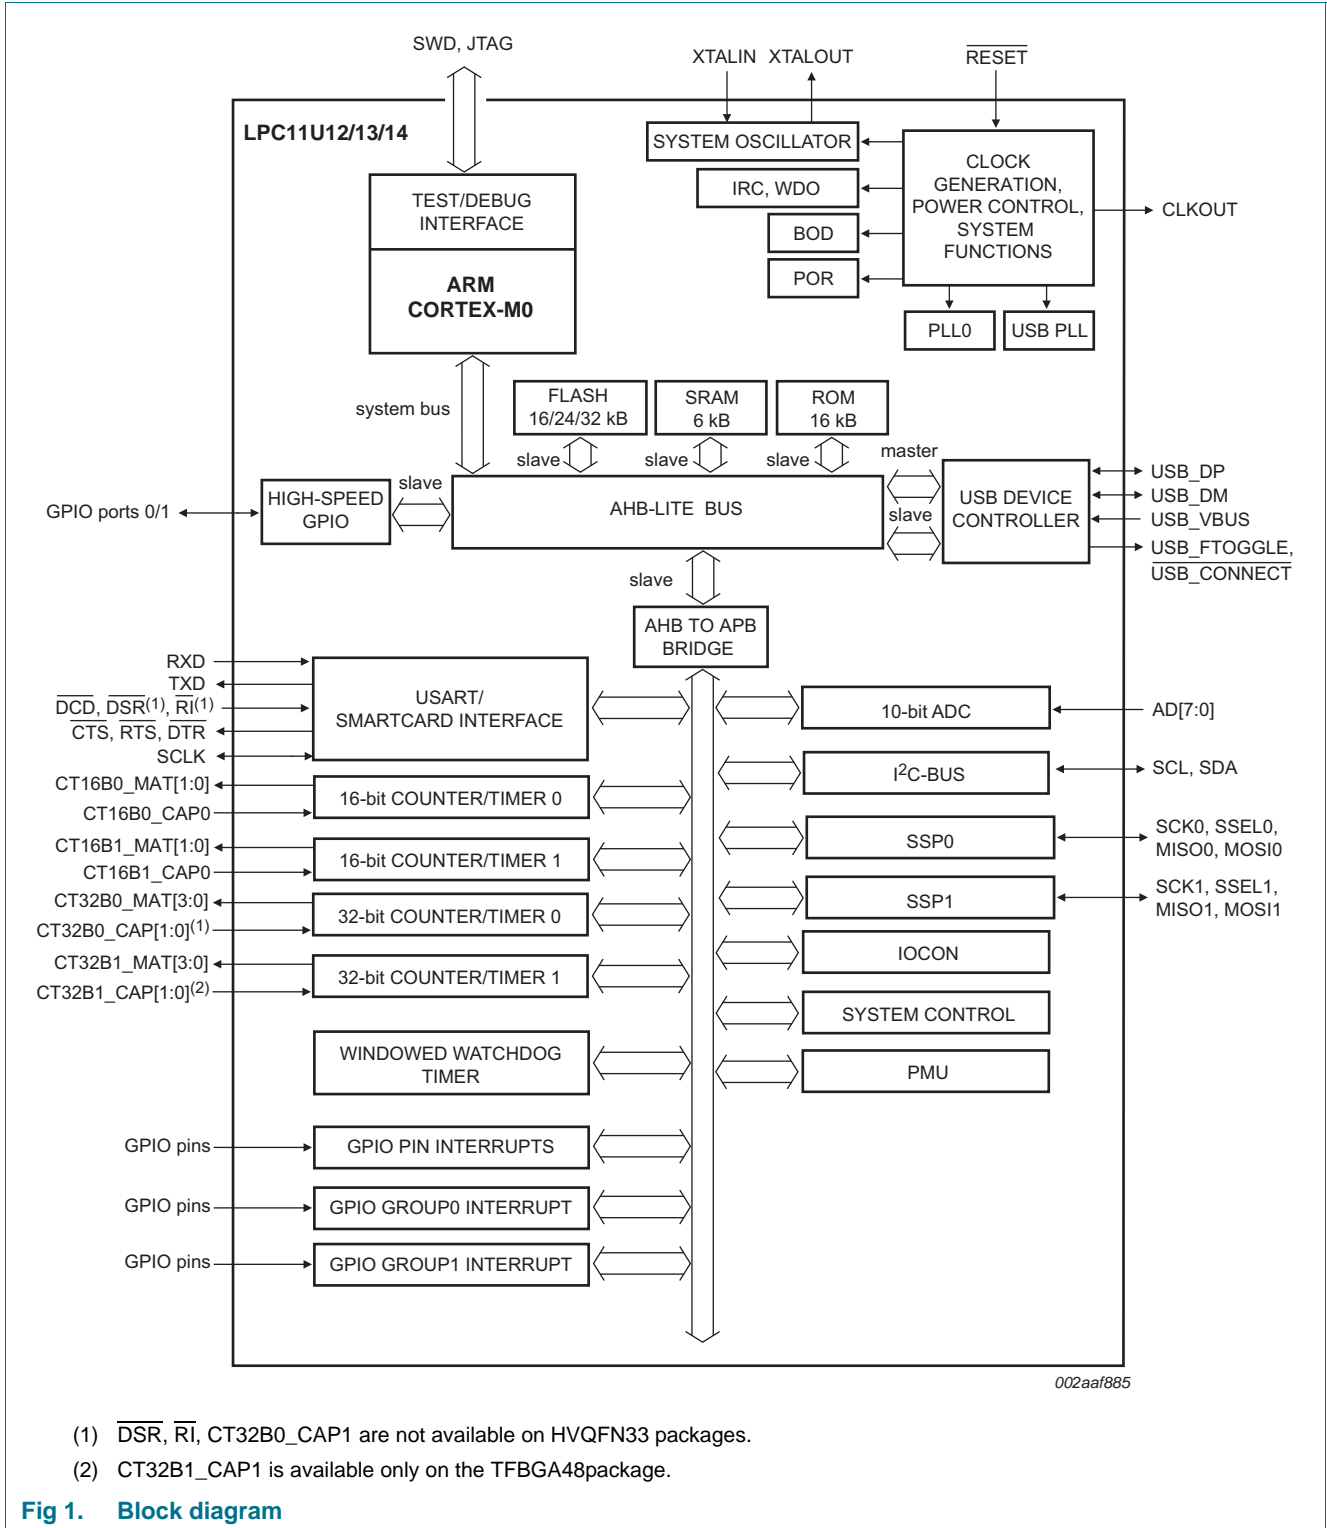 SWD, JTAG
XTALIN XTALOUT
RESET
LPC11U12/13/14
SYSTEM OSCILLATOR
CLOCK
GENERATION,
POWER CONTROL,
SYSTEM
FUNCTIONS
IRC, WDO
CLKOUT
TEST/DEBUG
INTERFACE
BOD
ARM
CORTEX-M0
POR
PLL0
USB PLL
system bus
FLASH
16/24/32 kB
SRAM
6 kB
ROM
16 kB
slave
slave
slave
master
slave
HIGH-SPEED
GPIO
GPIO ports 0/1
AHB-LITE BUS
slave
USB DEVICE
CONTROLLER
USB_DP
USB_DM
USB_VBUS
USB_FTOGGLE,
USB_CONNECT
slave
AHB TO APB
BRIDGE
RXD
TXD
DCD, DSR(1), RI(1)
CTS, RTS, DTR
SCLK
USART/
SMARTCARD INTERFACE
10-bit ADC
AD[7:0]
CT16B0_MAT[1:0]
CT16B0_CAP0
16-bit COUNTER/TIMER 0
I2C-BUS
SCL, SDA
CT16B1_MAT[1:0]
CT16B1_CAP0
16-bit COUNTER/TIMER 1
SSP0
SCK0, SSEL0,
MISO0, MOSI0
CT32B0_MAT[3:0]
CT32B0_CAP[1:0](1)
32-bit COUNTER/TIMER 0
SSP1
SCK1, SSEL1,
MISO1, MOSI1
CT32B1_MAT[3:0]
CT32B1_CAP[1:0](2)
32-bit COUNTER/TIMER 1
IOCON
SYSTEM CONTROL
WINDOWED WATCHDOG
TIMER
PMU
GPIO pins
GPIO PIN INTERRUPTS
GPIO pins
GPIO GROUP0 INTERRUPT
GPIO pins
GPIO GROUP1 INTERRUPT
002aaf885
(1) DSR, RI, CT32B0_CAP1 are not available on HVQFN33 packages.
(2) CT32B1_CAP1 is available only on the TFBGA48package.
Fig 1. Block diagram